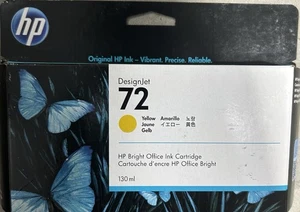 hp
Original HP Ink - Vibrant. Precise. Reliable.
DesignJet
72
Yellow Amarillo 노랑
Jaune イエロー 黄色
Gelb
HP Bright Office Ink Cartridge
Cartouche d'encre HP Office Bright
130 ml